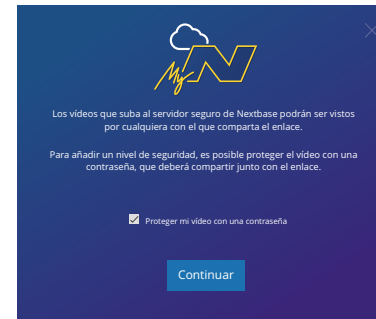 My N
Los vídeos que suba al servidor seguro de Nextbase podrán ser vistos
por cualquiera con el que comparta el enlace.
Para añadir un nivel de seguridad, es posible proteger el vídeo con una
contraseña, que deberá compartir junto con el enlace.
Proteger mi vídeo con una contraseña
Continuar